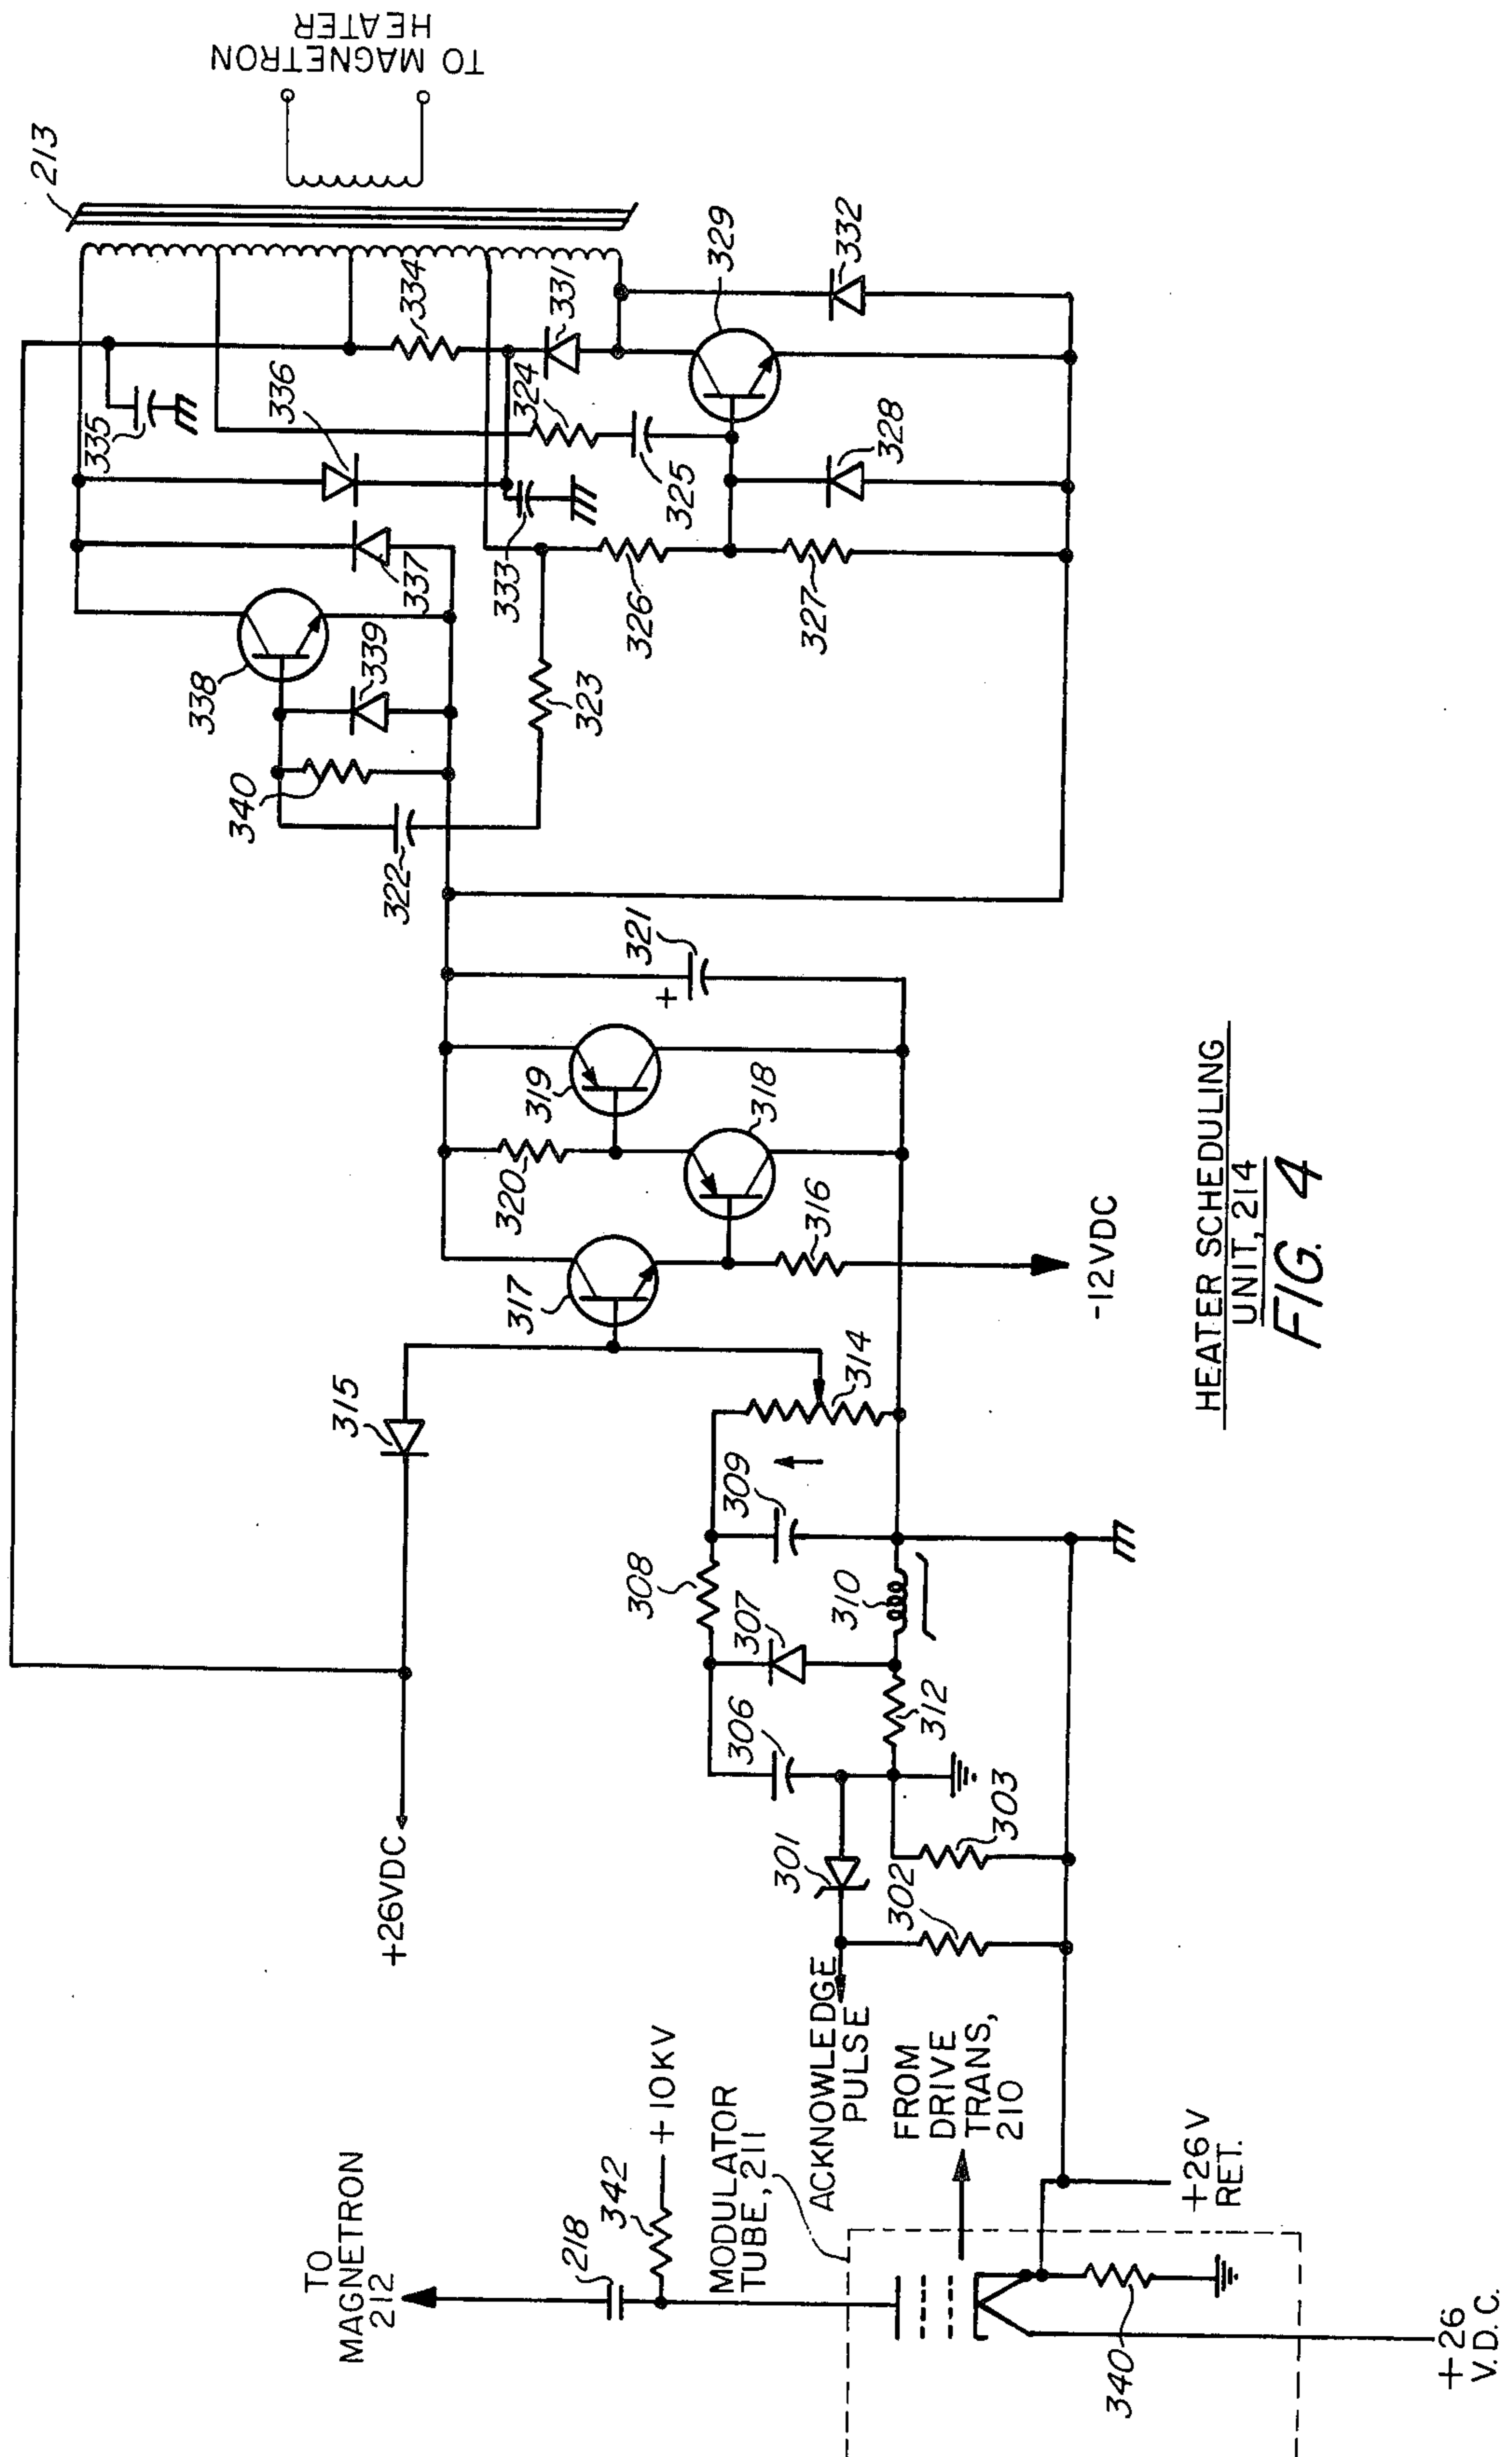 TO
MAGNETRON
212
218
342
+10KV
MODULATOR
TUBE, 211
ACKNOWLEDGE
PULSE
FROM
DRIVE
TRANS,
210
340
+26V
RET.
+26
V.D.C.
+26VDC
301
302
303
306
307
308
309
310
312
314
315
316
317
318
319
320
321
-12VDC
322
323
324
325
326
327
328
329
331
332
333
334
335
336
337
338
339
340
213
TO MAGNETRON
HEATER
HEATER SCHEDULING
UNIT, 214
FIG. 4